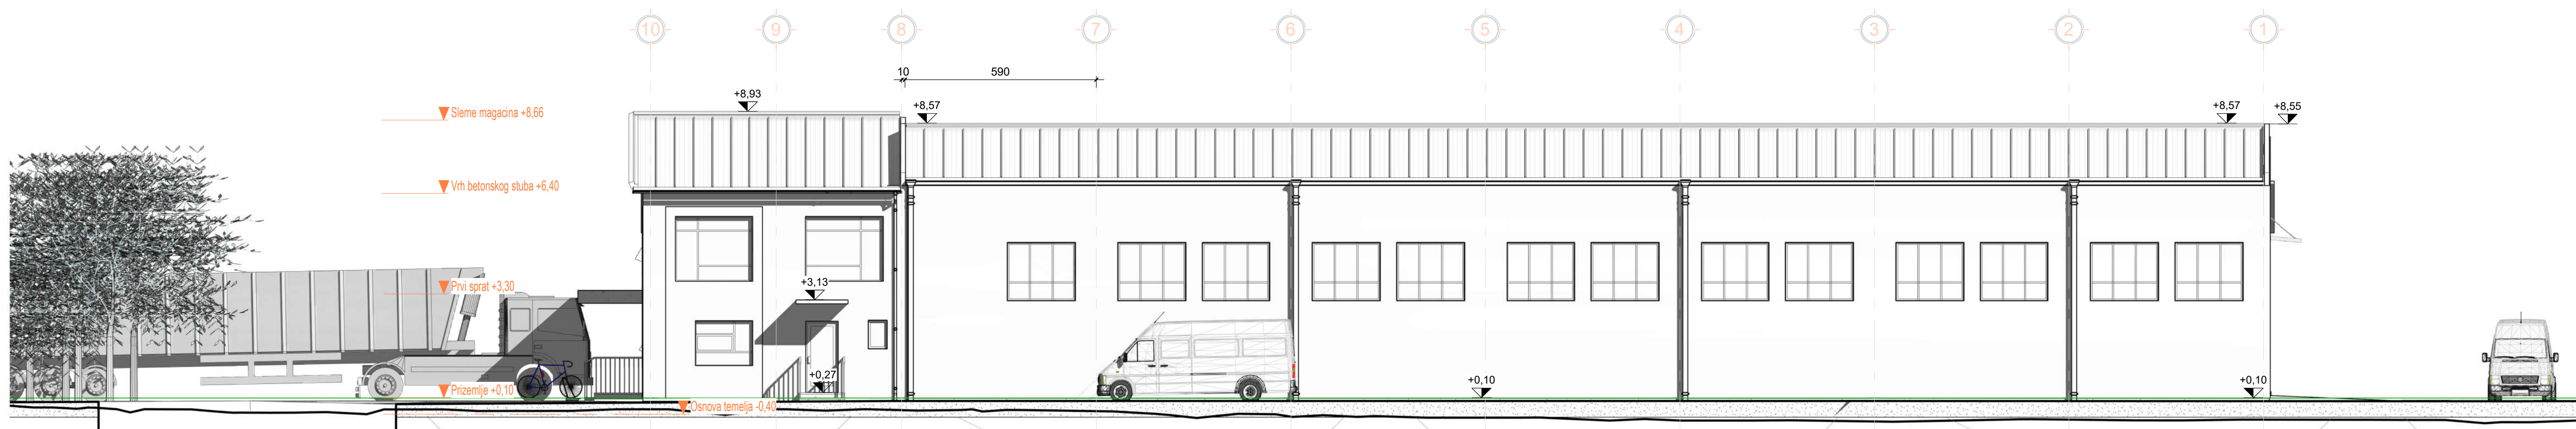 10 9 8 7 6 5 4 3 2 1
10 590
+8,93
Sleme magacina +8,66
+8,57
+8,57
+8,55
Vrh betonskog stuba +6,40
Prvi sprat +3,30
+3,13
+0,27
+0,10
+0,10
Prizemlje +0,10
Osnova temelja -0,40